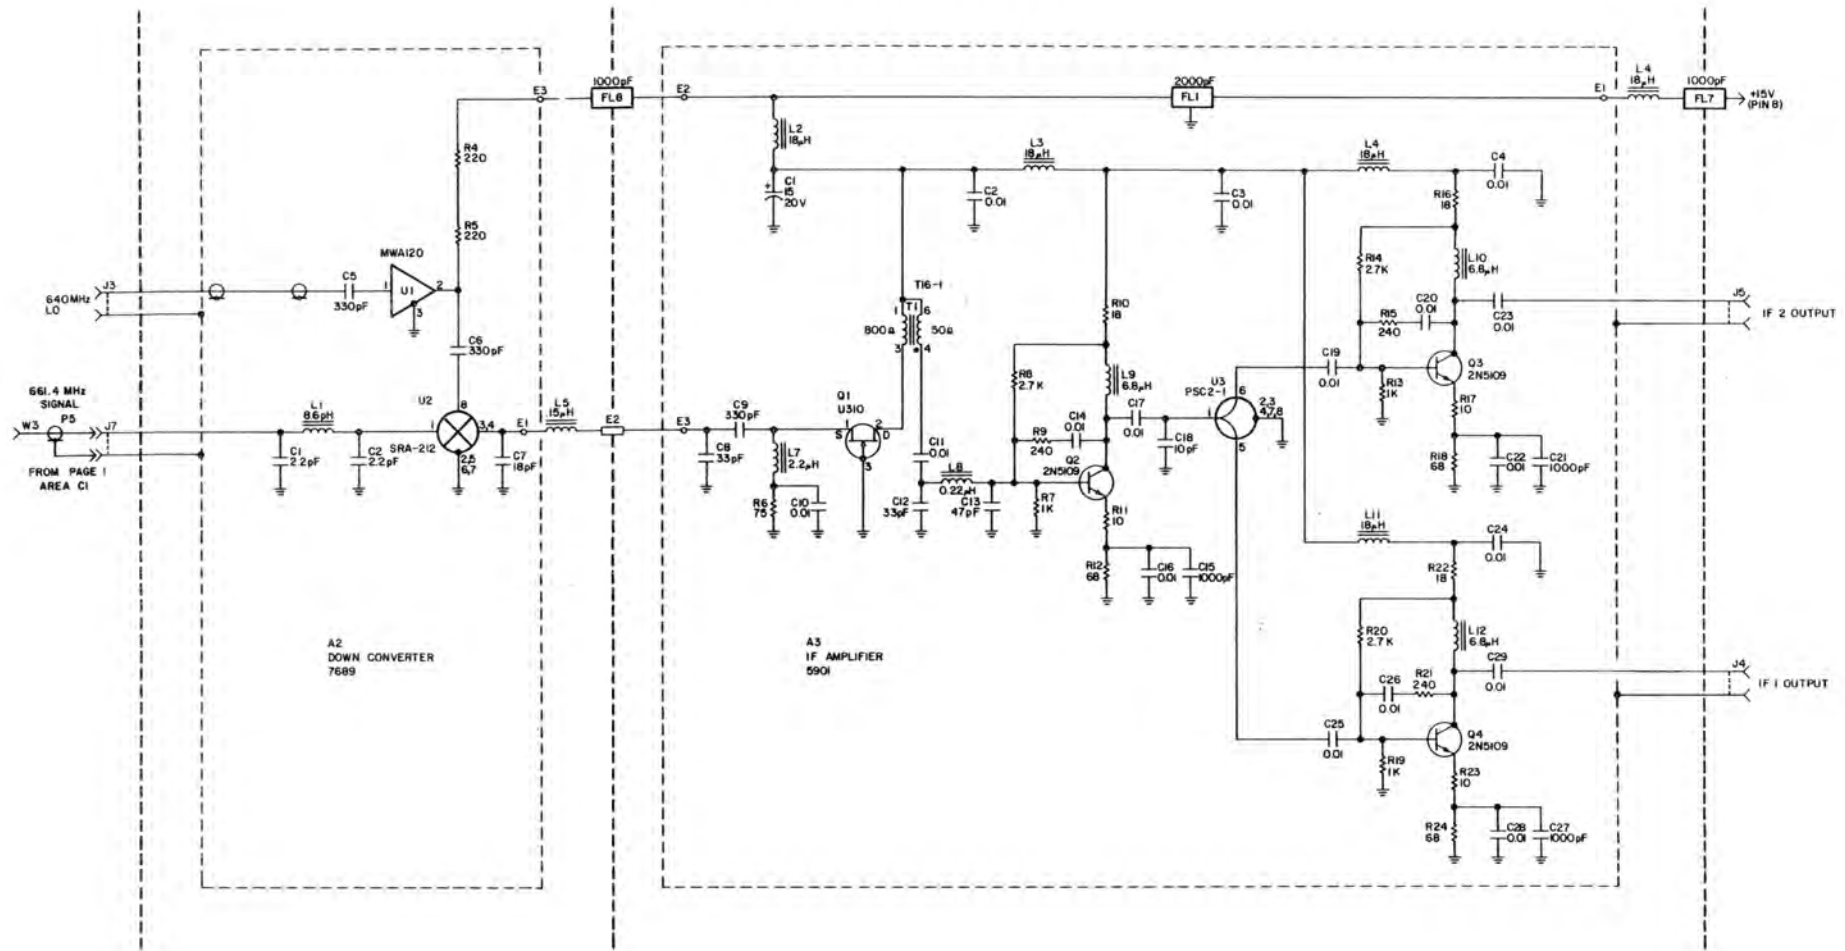 1000pF
FL8
E3
E2
2000pF
FL1
E1
L4
18µH
1000pF
FL7
+15V
(PIN 8)
R4
220
R5
220
L2
18µH
C1
15
20V
C2
0.01
L3
18µH
C3
0.01
L4
18µH
C4
0.01
R16
18
MWA120
J3
640MHz
LO
C5
330pF
1
U1
2
3
C6
330pF
T16-1
T1
1
6
800Ω
50Ω
3
4
R10
18
R14
2.7K
L10
6.8µH
C20
0.01
R15
240
C23
0.01
J5
IF 2 OUTPUT
661.4 MHz
SIGNAL
P5
W3
J7
FROM PAGE 1
AREA C1
L1
8.6pH
C1
2.2pF
C2
2.2pF
U2
8
1
3,4
SRA-212
2,5
6,7
C7
18pF
E1
L5
.15µH
E2
E3
C8
33pF
C9
330pF
L7
2.2µH
R6
75
C10
0.01
Q1
U310
1
2
S
D
3
C11
0.01
C12
33pF
L8
0.22µH
C13
47pF
R8
2.7K
R9
240
C14
0.01
L9
6.8µH
Q2
2N5109
R7
1K
R11
10
R12
68
C16
0.01
C15
1000pF
C17
0.01
C18
10pF
U3
PSC2-1
6
1
2,3
4,7,8
5
C19
0.01
R13
1K
Q3
2N5109
R17
10
R18
68
C22
0.01
C21
1000pF
L11
18µH
C24
0.01
R22
18
R20
2.7K
L12
6.8µH
C26
0.01
R21
240
C29
0.01
J4
IF 1 OUTPUT
C25
0.01
R19
1K
Q4
2N5109
R23
10
R24
68
C28
0.01
C27
1000pF
A2
DOWN CONVERTER
7689
A3
IF AMPLIFIER
5901